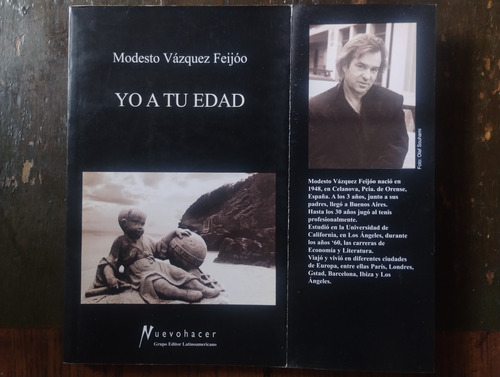 Modesto Vázquez Feijóo
YO A TU EDAD
Nuevohacer
Grupo Editor Latinoamericano
Foto: Olaf Souhami
Modesto Vázquez Feijóo nació en
1948, en Celanova, Pcia. de Orense,
España. A los 3 años, junto a sus
padres, llegó a Buenos Aires.
Hasta los 30 años jugó al tenis
profesionalmente.
Estudió en la Universidad de
California, en Los Ángeles, durante
los años ‘60, las carreras de
Economía y Literatura.
Viajó y vivió en diferentes ciudades
de Europa, entre ellas París, Londres,
Gstad, Barcelona, Ibiza y Los
Ángeles.